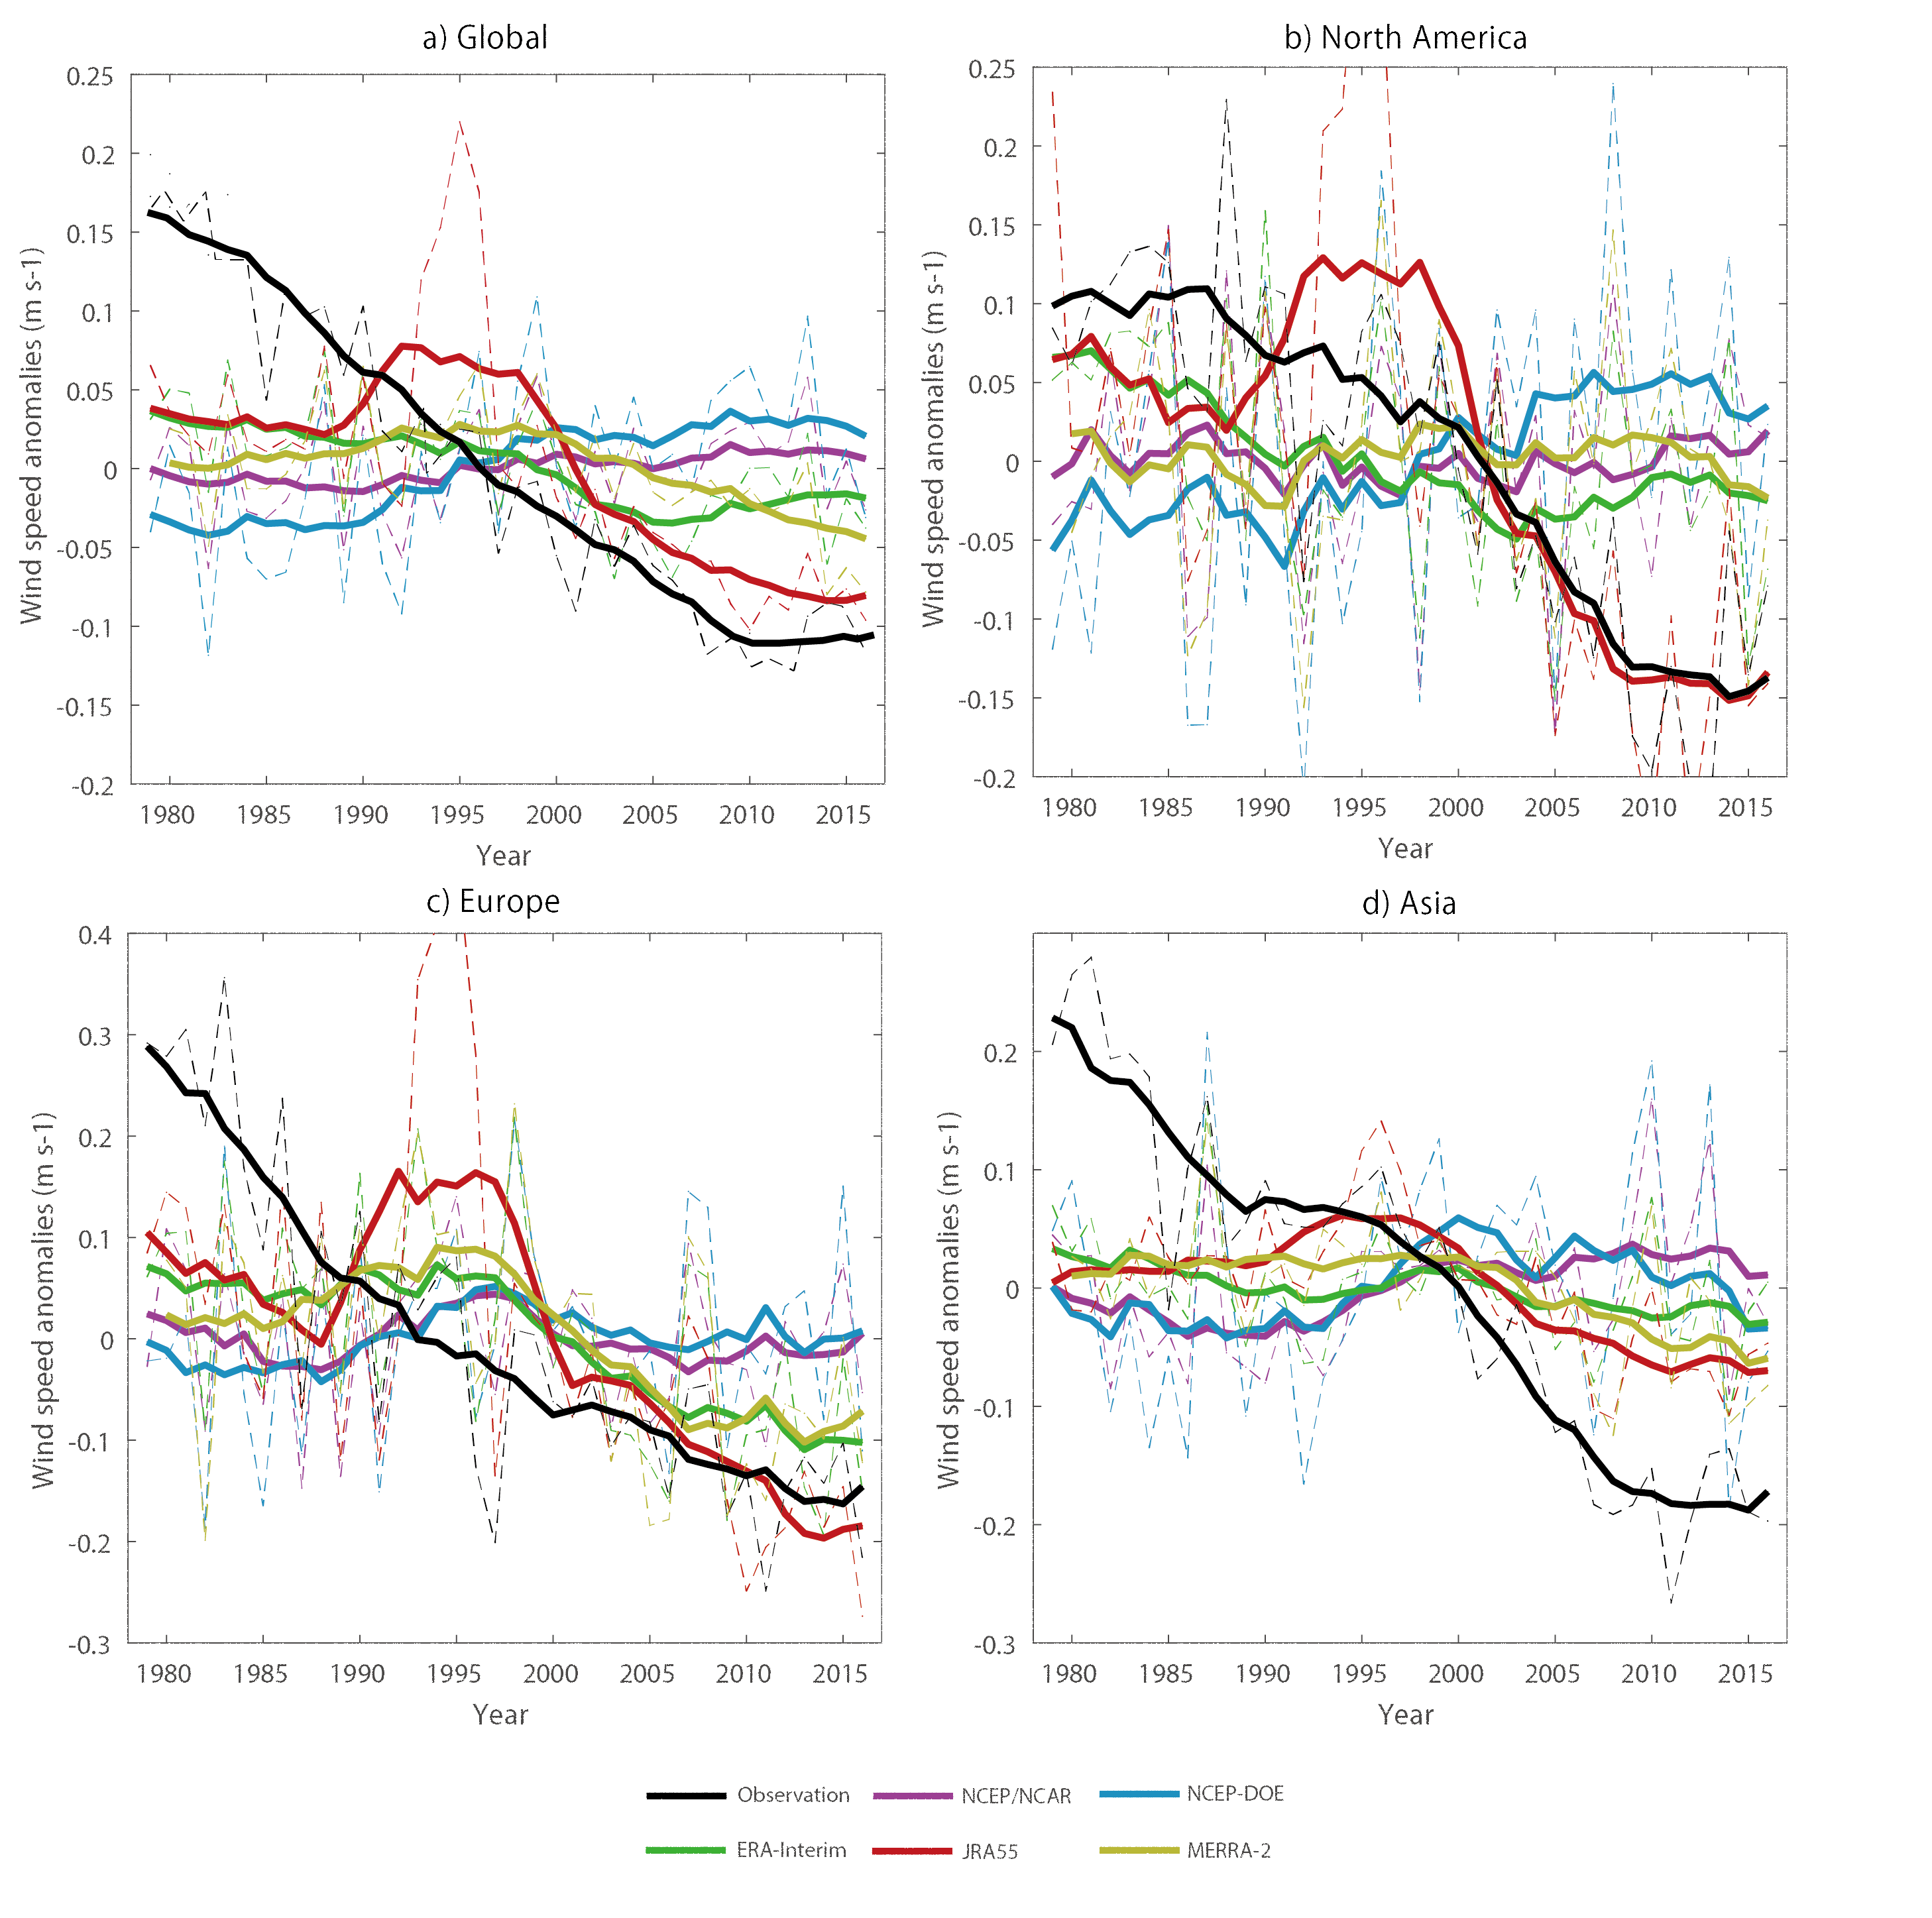 a) Global
0.25
0.2
0.15
0.1
0.05
0
-0.05
-0.1
-0.15
-0.2
Wind speed anomalies (m s-1)
1980 1985 1990 1995 2000 2005 2010 2015
Year
b) North America
0.25
0.2
0.15
0.1
0.05
0
-0.05
-0.1
-0.15
-0.2
Wind speed anomalies (m s-1)
1980 1985 1990 1995 2000 2005 2010 2015
Year
c) Europe
0.4
0.3
0.2
0.1
0
-0.1
-0.2
-0.3
Wind speed anomalies (m s-1)
1980 1985 1990 1995 2000 2005 2010 2015
Year
d) Asia
0.2
0.1
0
-0.1
-0.2
-0.3
Wind speed anomalies (m s-1)
1980 1985 1990 1995 2000 2005 2010 2015
Year
Observation NCEP/NCAR NCEP-DOE
ERA-Interim JRA55 MERRA-2